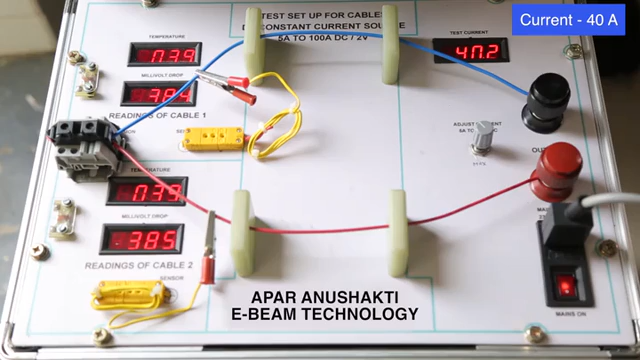 Current - 40 A
TEST SET UP FOR CABLE
CONSTANT CURRENT SOURCE
5A TO 100A DC / 2V
TEMPERATURE
039
MILLIVOLT DROP
384
READINGS OF CABLE 1
TEST CURRENT
40.2
TEMPERATURE
039
MILLIVOLT DROP
385
READINGS OF CABLE 2
SENSOR
APAR ANUSHAKTI
E-BEAM TECHNOLOGY
MAINS ON